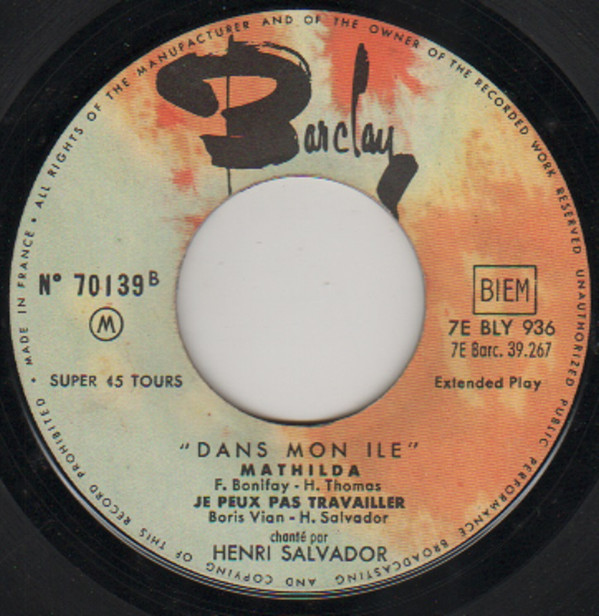 MADE IN FRANCE • ALL RIGHTS OF THE MANUFACTURER AND OF THE OWNER OF THE RECORDED WORK RESERVED UNAUTHORIZED PUBLIC PERFORMANCE BROADCASTING AND COPYING OF THIS RECORD PROHIBITED •
Barclay
N° 70139 B
M
SUPER 45 TOURS
BIEM
7E BLY 936
7E Barc. 39.267
Extended Play
"DANS MON ILE"
MATHILDA
F. Bonifay - H. Thomas
JE PEUX PAS TRAVAILLER
Boris Vian - H. Salvador
chanté par
HENRI SALVADOR